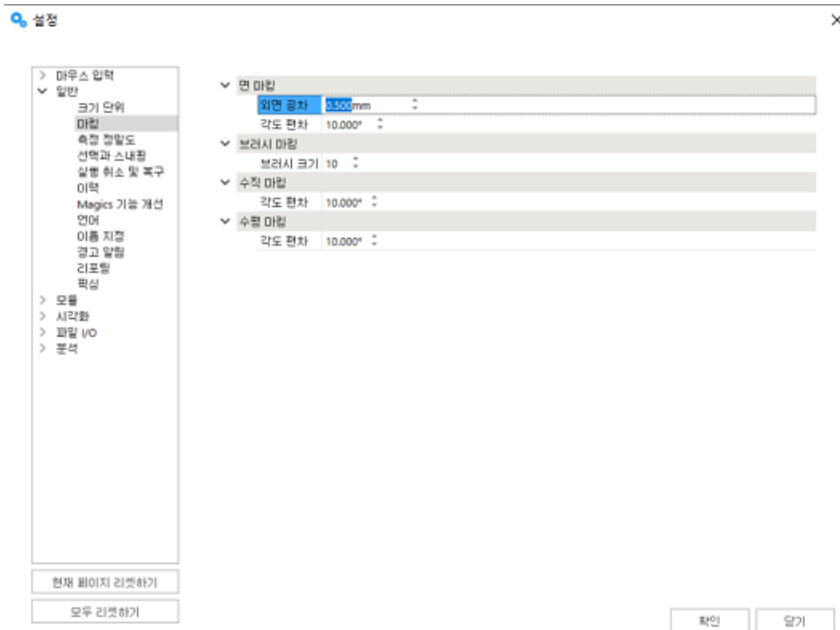 설정
마우스 입력
일반
크기 단위
마킹
측정 정밀도
선택과 스내핑
실행 취소 및 복구
이력
Magics 기능 개선
언어
이름 지정
경고 알림
리포팅
픽싱
모듈
시각화
파일 I/O
분석
현재 페이지 리셋하기
모두 리셋하기
면 마킹
외면 공차 0.500mm
각도 편차 10.000°
브러시 마킹
브러시 크기 10
수직 마킹
각도 편차 10.000°
수평 마킹
각도 편차 10.000°
확인
닫기